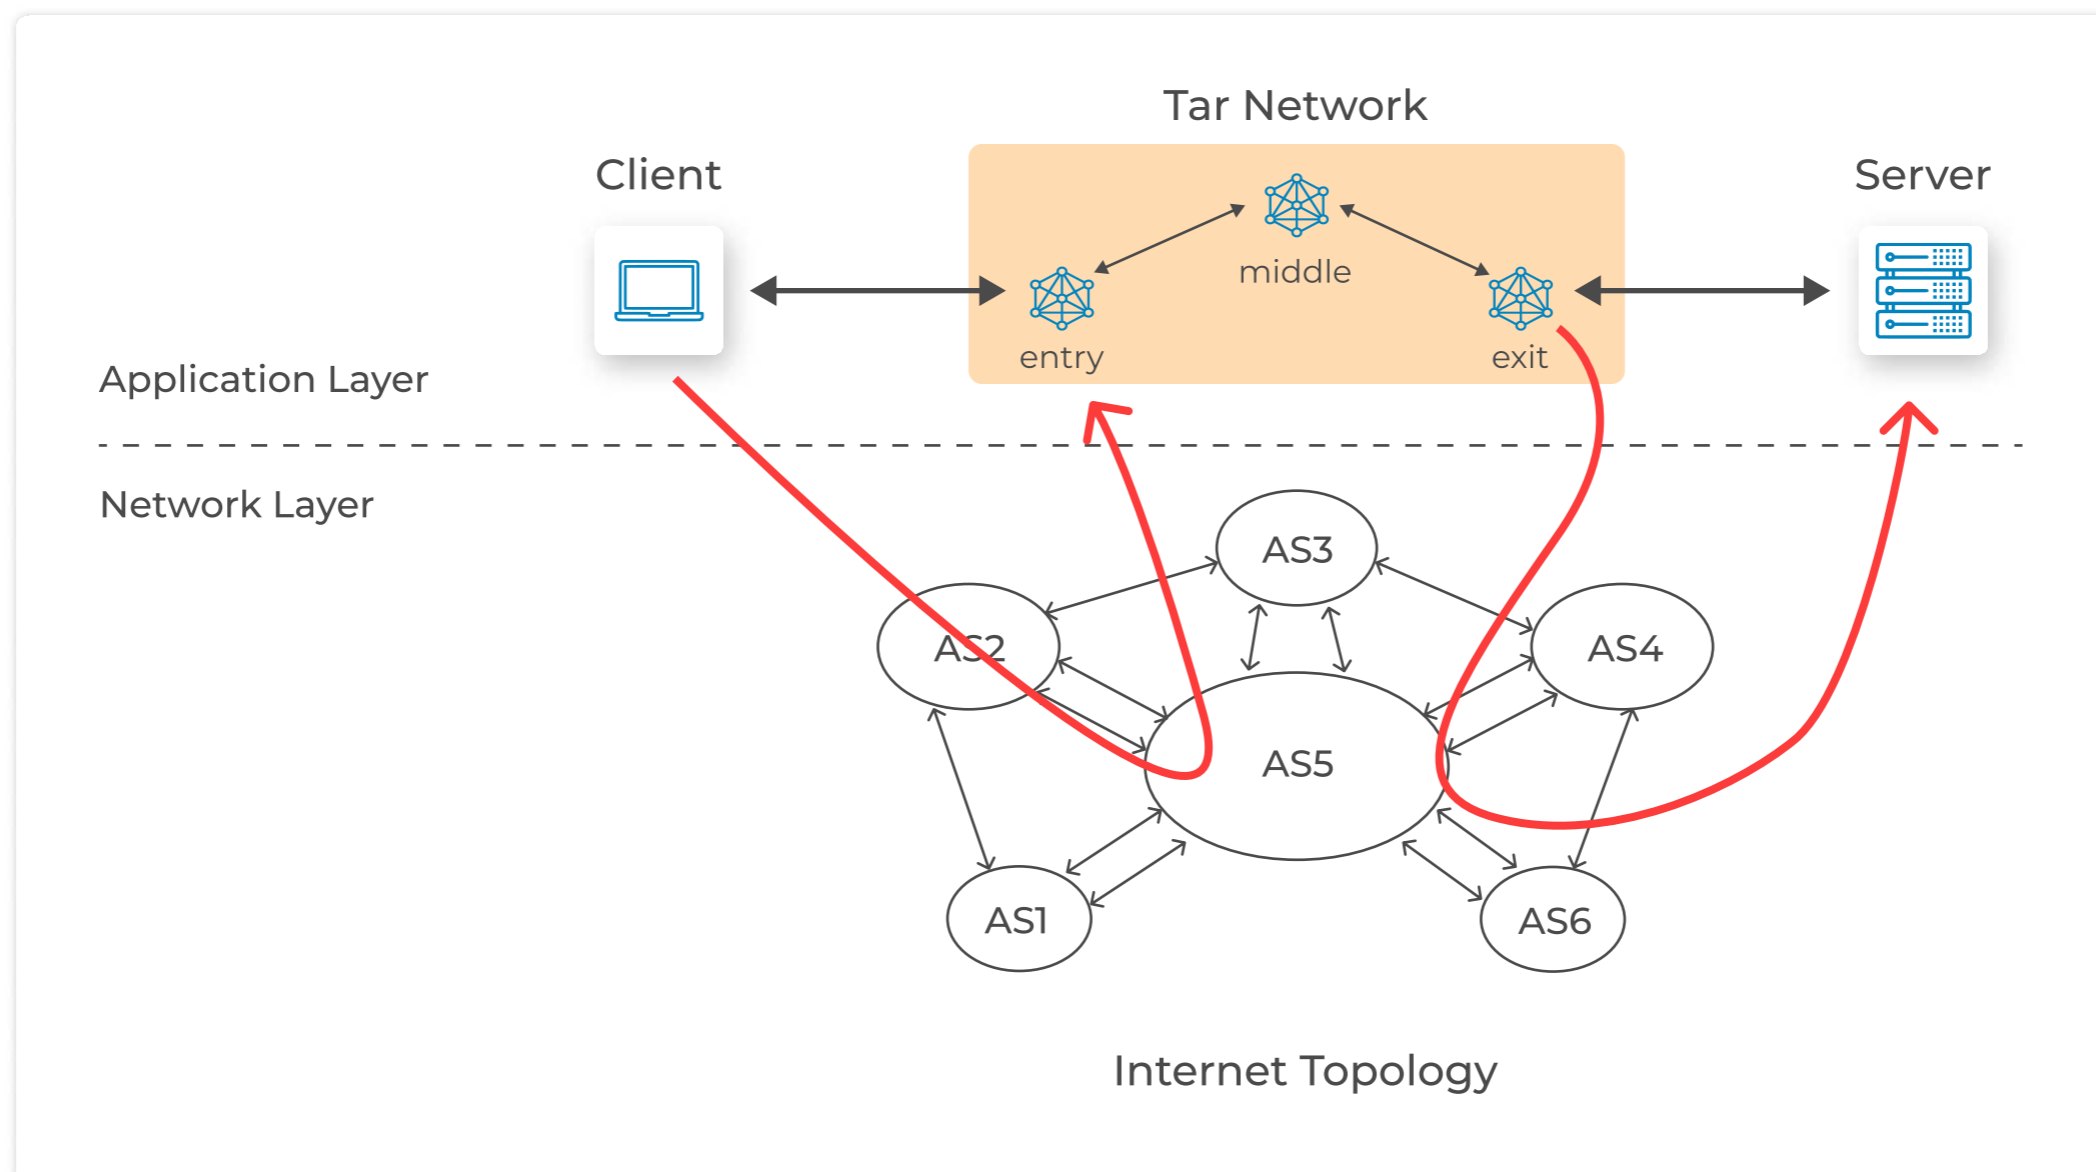 Tar Network
Client
Server
middle
entry
exit
Application Layer
Network Layer
AS3
AS2
AS4
AS5
AS1
AS6
Internet Topology